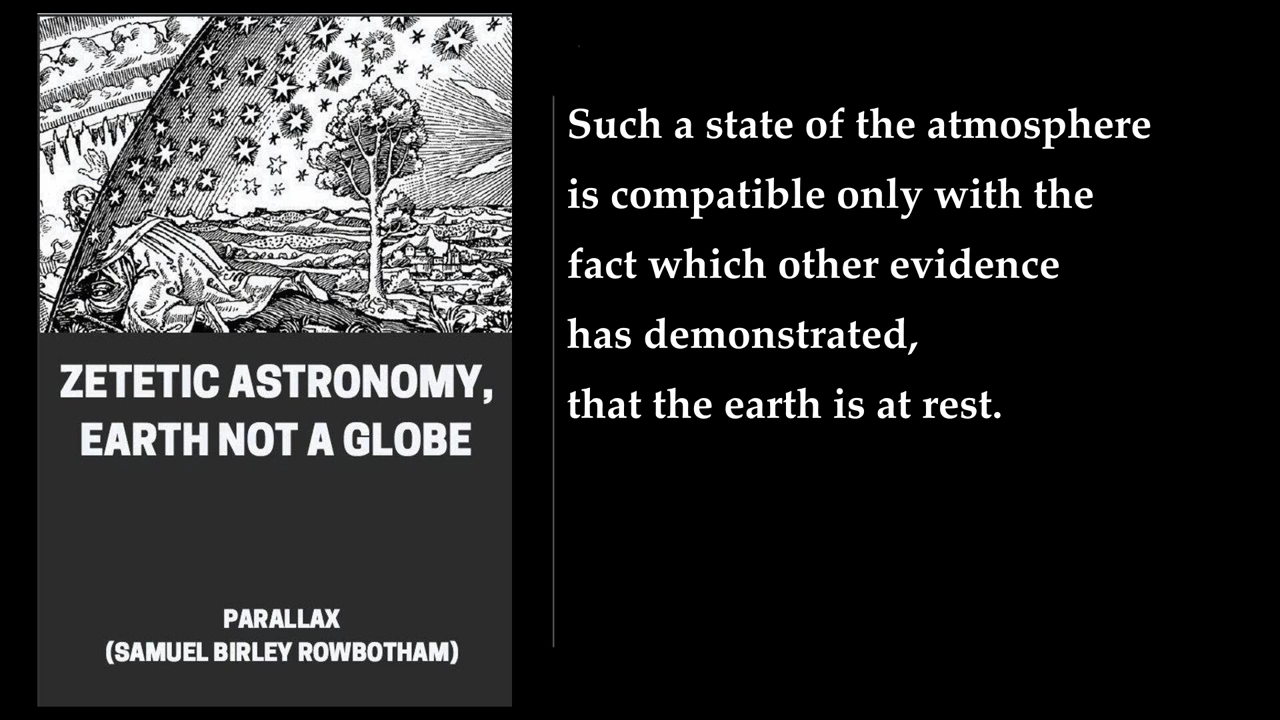 ZETETIC ASTRONOMY,
EARTH NOT A GLOBE
PARALLAX
(SAMUEL BIRLEY ROWBOTHAM)
Such a state of the atmosphere
is compatible only with the
fact which other evidence
has demonstrated,
that the earth is at rest.